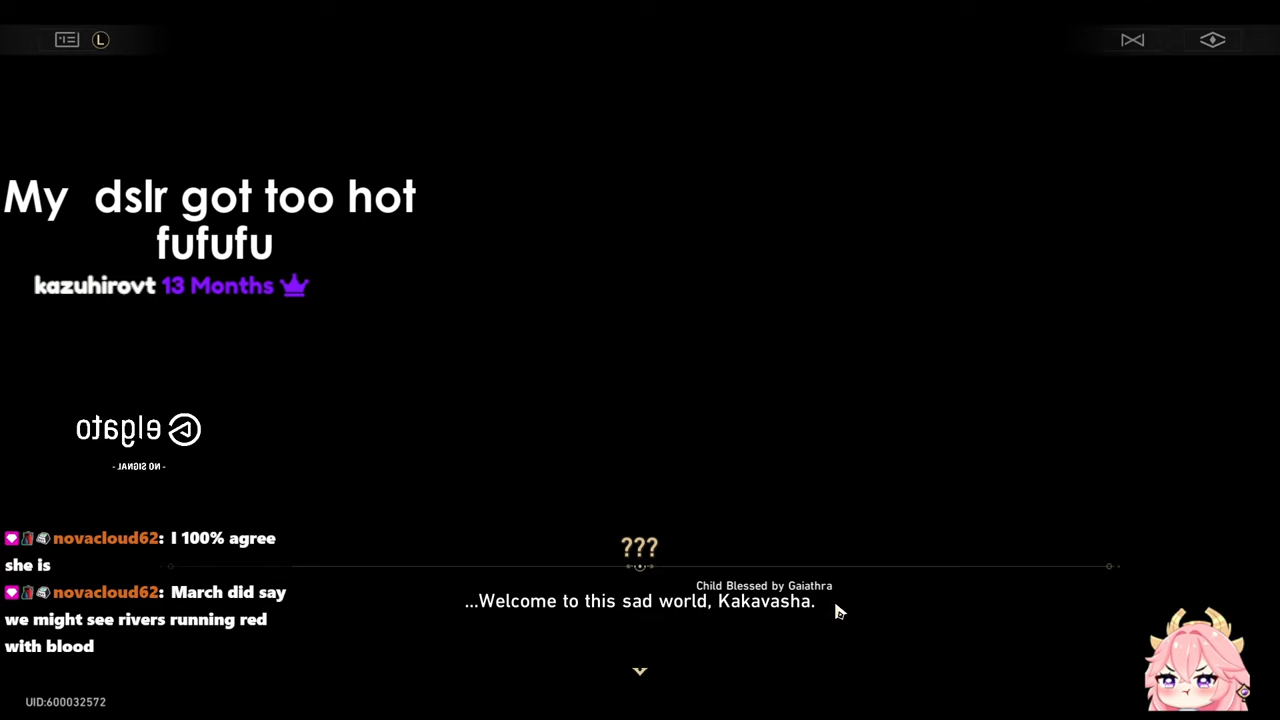 L
My dslr got too hot
fufufu
kazuhirovt 13 Months
elgato
- NO SIGNAL -
novacloud62: I 100% agree
she is
novacloud62: March did say
we might see rivers running red
with blood
???
Child Blessed by Gaiathra
...Welcome to this sad world, Kakavasha.
UID:600032572